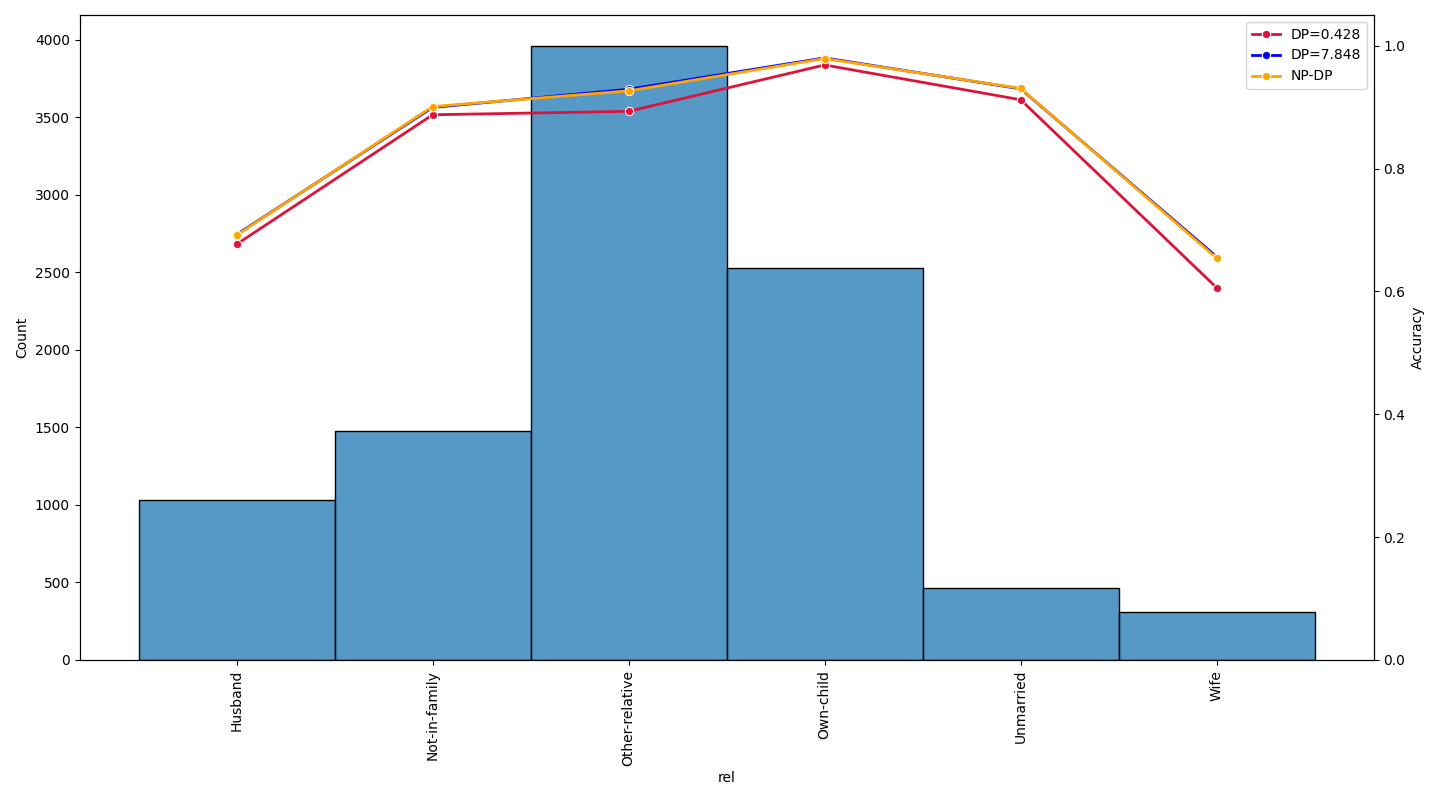 DP=0.428
DP=7.848
NP-DP
Count
4000
3500
3000
2500
2000
1500
1000
500
0
Accuracy
1.0
0.8
0.6
0.4
0.2
0.0
Husband
Not-in-family
Other-relative
Own-child
Unmarried
Wife
rel